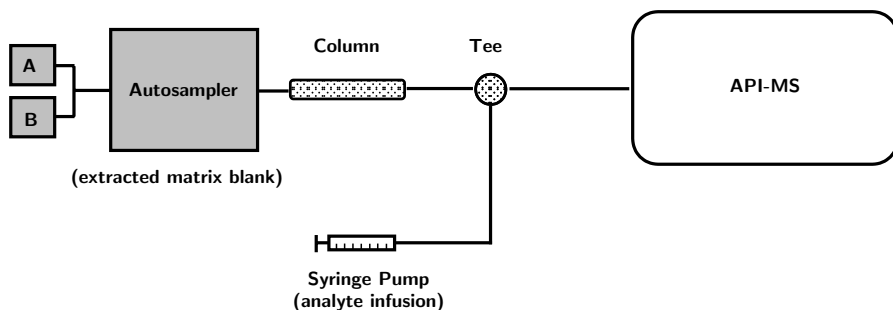 Column
Tee
A
B
Autosampler
API-MS
(extracted matrix blank)
Syringe Pump
(analyte infusion)